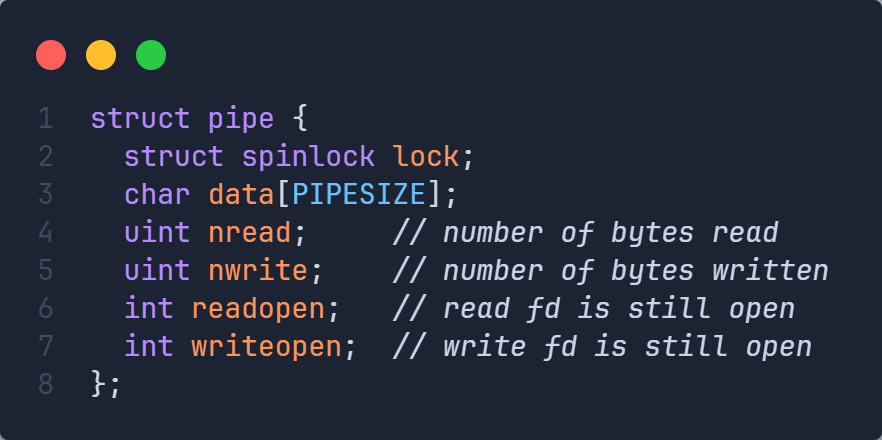 1 struct pipe {
2   struct spinlock lock;
3   char data[PIPESIZE];
4   uint nread;     // number of bytes read
5   uint nwrite;    // number of bytes written
6   int readopen;   // read fd is still open
7   int writeopen;  // write fd is still open
8 };